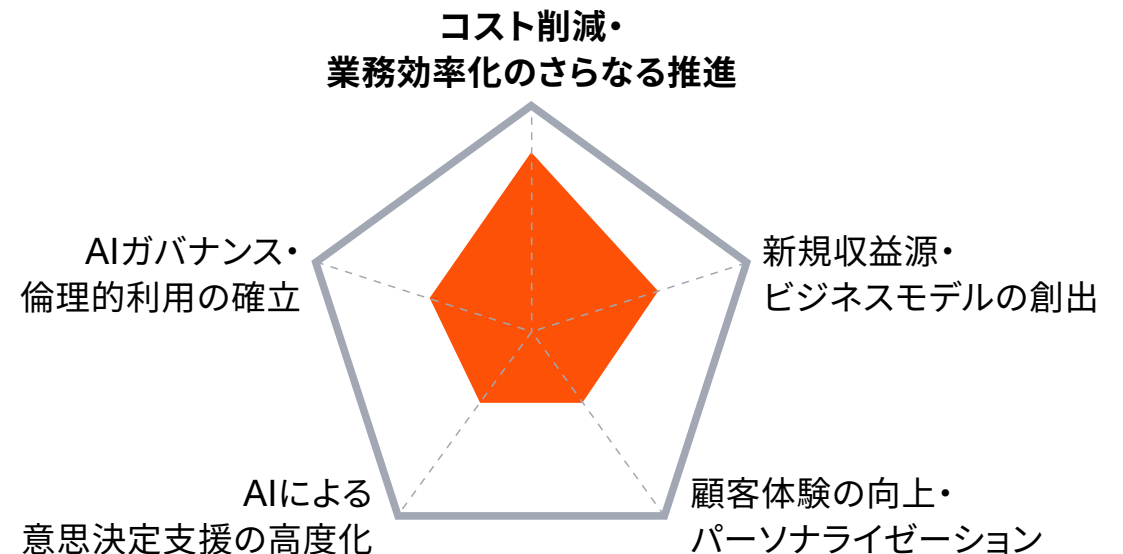 コスト削減・
業務効率化のさらなる推進
AIガバナンス・
倫理的利用の確立
新規収益源・
ビジネスモデルの創出
AIによる
意思決定支援の高度化
顧客体験の向上・
パーソナライゼーション